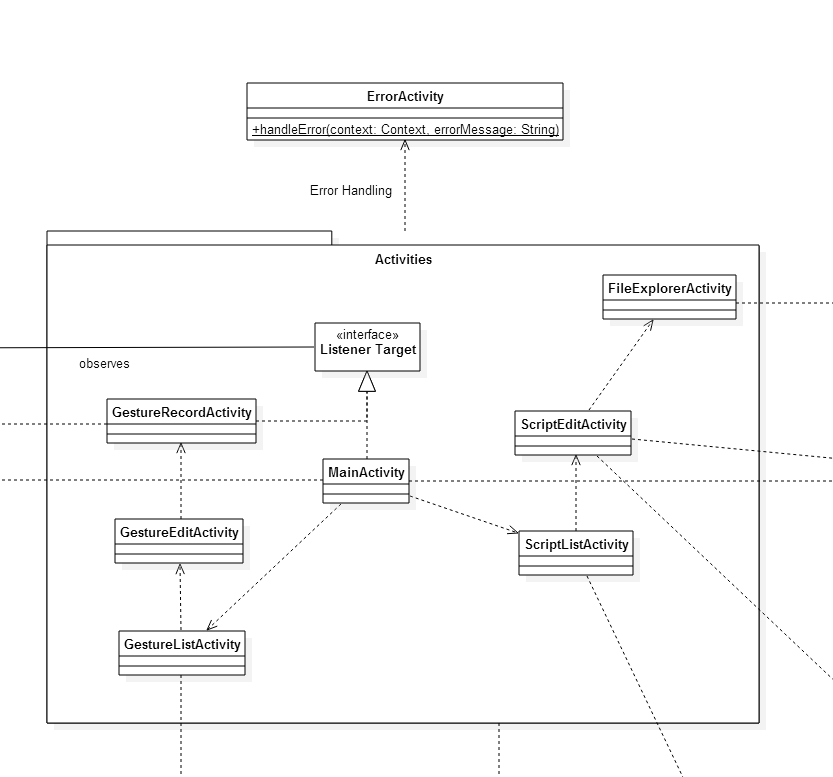 ErrorActivity
+handleError(context: Context, errorMessage: String)
Error Handling
Activities
FileExplorerActivity
«interface»
Listener Target
observes
GestureRecordActivity
ScriptEditActivity
MainActivity
GestureEditActivity
ScriptListActivity
GestureListActivity